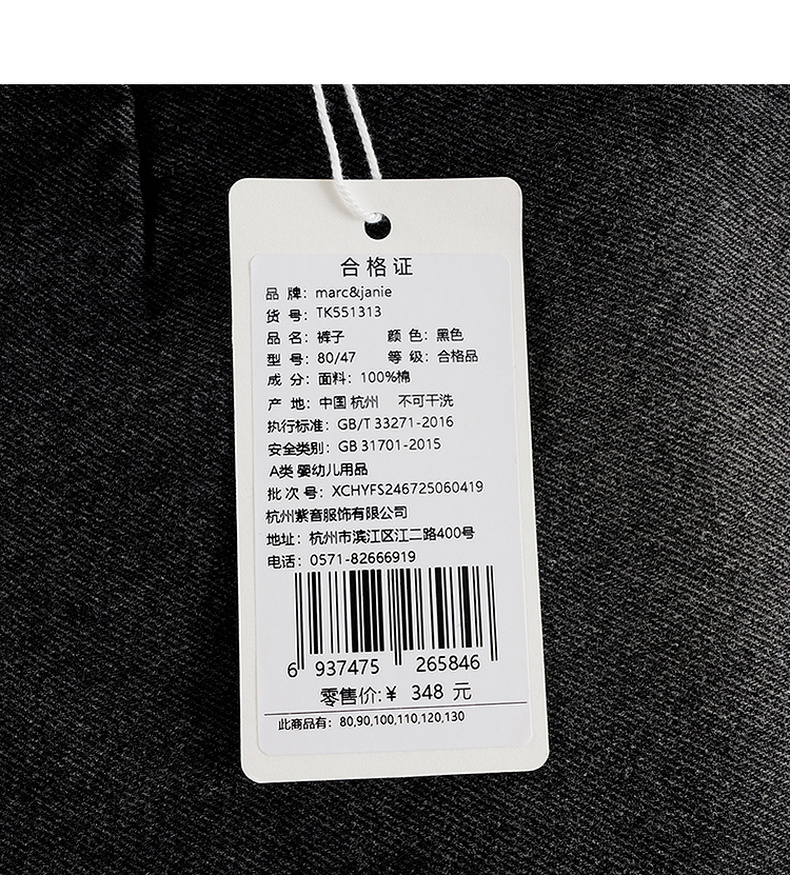 合格证
品 牌：marc&janie
货 号：TK551313
品 名：裤子 颜 色：黑色
型 号：80/47 等 级：合格品
成 分：面料：100%棉
产 地：中国 杭州 不可干洗
执行标准：GB/T 33271-2016
安全类别：GB 31701-2015
A类 婴幼儿用品
批 次 号：XCHYFS246725060419
杭州紫音服饰有限公司
地址：杭州市滨江区江二路400号
电话：0571-82666919
6 937475 265846
零售价:￥ 348 元
此商品有：80,90,100,110,120,130